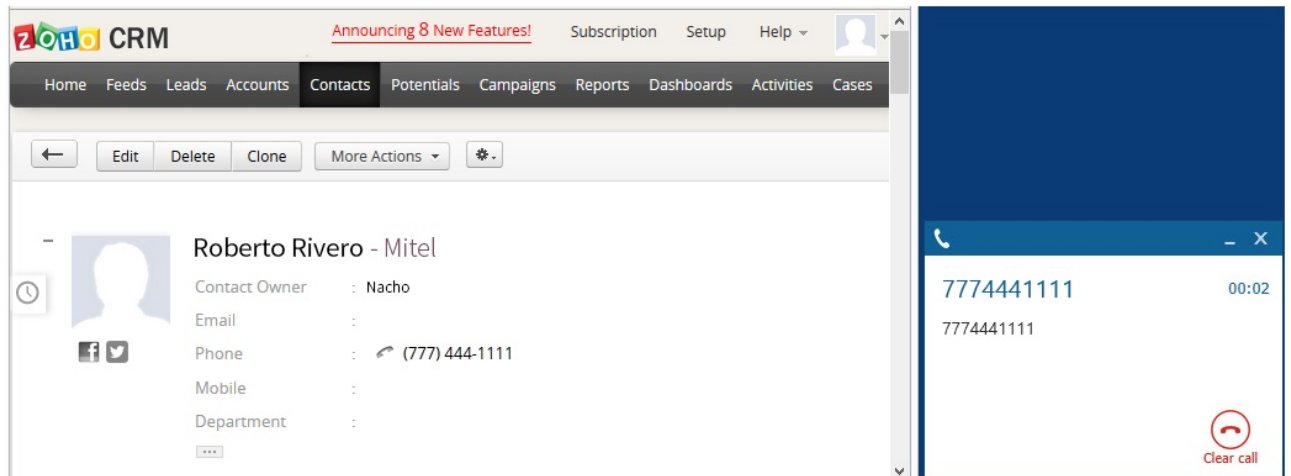 ZOHO CRM
Announcing 8 New Features!
Subscription
Setup
Help
Home Feeds Leads Accounts Contacts Potentials Campaigns Reports Dashboards Activities Cases
Edit Delete Clone More Actions
Roberto Rivero - Mitel
Contact Owner : Nacho
Email :
Phone : (777) 444-1111
Mobile :
Department :
7774441111 00:02
7774441111
Clear call